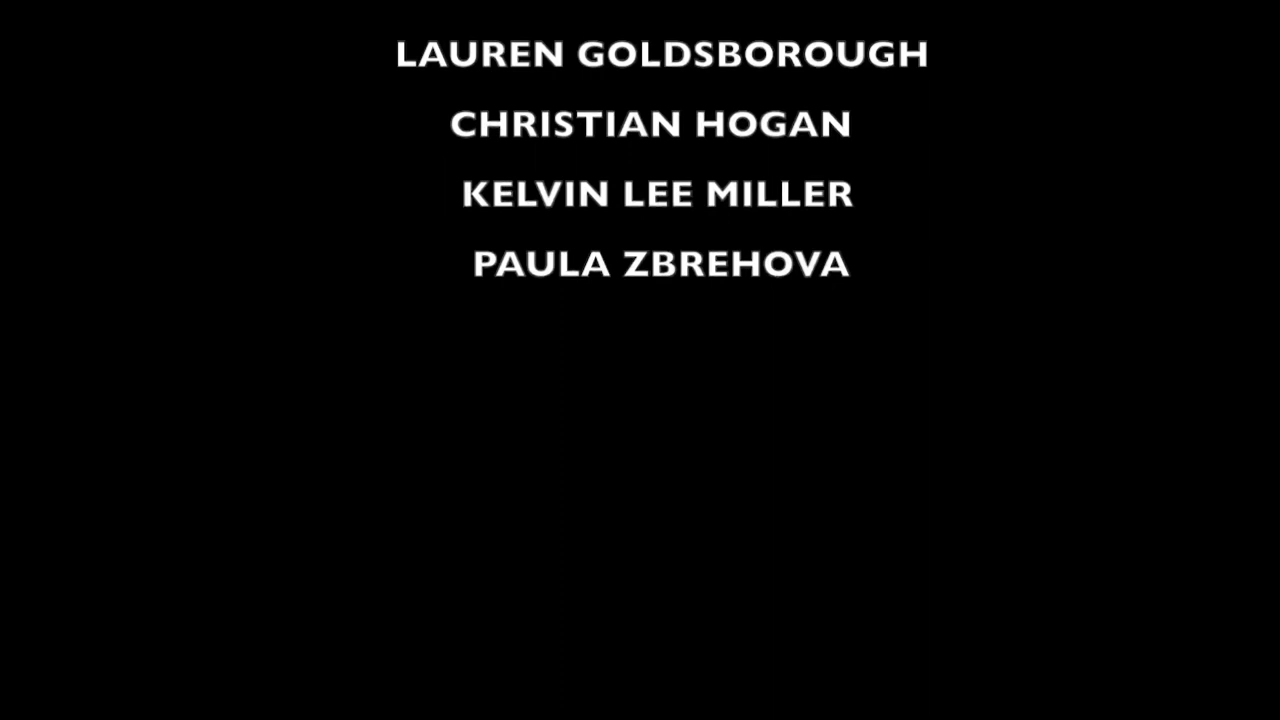 LAUREN GOLDSBOROUGH
CHRISTIAN HOGAN
KELVIN LEE MILLER
PAULA ZBREHOVA